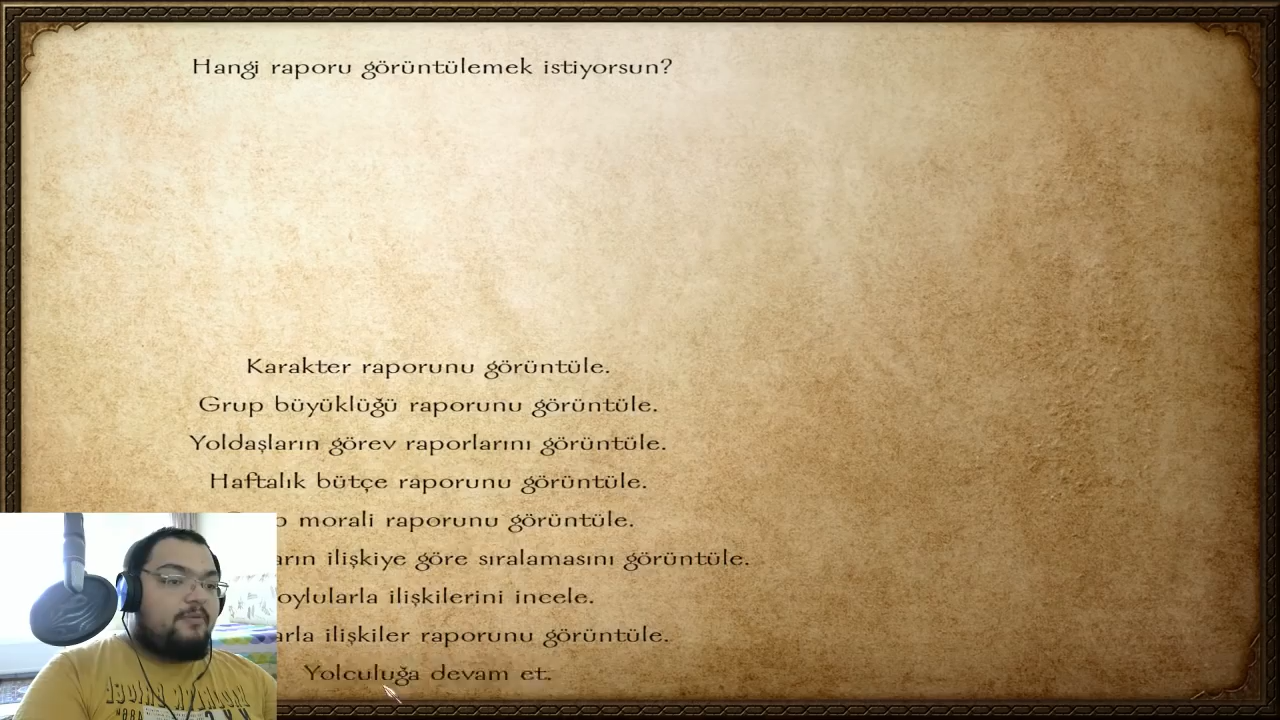 Hangi raporu görüntülemek istiyorsun?
Karakter raporunu görüntüle.
Grup büyüklüğü raporunu görüntüle.
Yoldaşların görev raporlarını görüntüle.
Haftalık bütçe raporunu görüntüle.
morali raporunu görüntüle.
ilişkiye göre sıralamasını görüntüle.
ilişkilerini incele.
ilişkiler raporunu görüntüle.
Yolculuğa devam et.